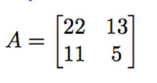 A = [22 13
11 5]